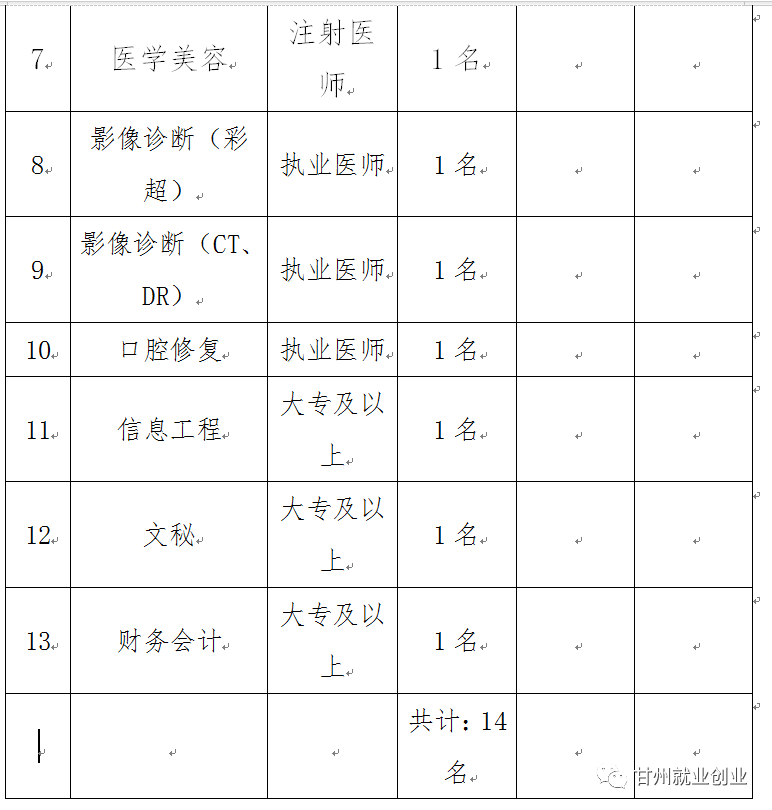 7 医学美容 注射医
师 1 名
8 影像诊断（彩
超） 执业医师 1 名
9 影像诊断（CT、
DR） 执业医师 1 名
10 口腔修复 执业医师 1 名
11 信息工程 大专及以
上 1 名
12 文秘 大专及以
上 1 名
13 财务会计 大专及以
上 1 名
共计：14
名
甘州就业创业